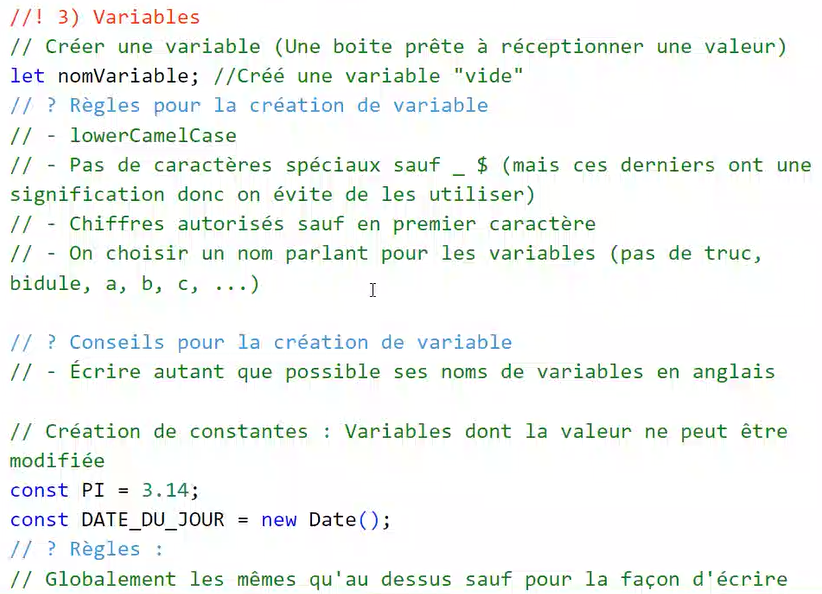 //! 3) Variables
// Créer une variable (Une boite prête à réceptionner une valeur)
let nomVariable; //Créé une variable "vide"
// ? Règles pour la création de variable
// - lowerCamelCase
// - Pas de caractères spéciaux sauf _ $ (mais ces derniers ont une
signification donc on évite de les utiliser)
// - Chiffres autorisés sauf en premier caractère
// - On choisir un nom parlant pour les variables (pas de truc,
bidule, a, b, c, ...)
// ? Conseils pour la création de variable
// - Écrire autant que possible ses noms de variables en anglais
// Création de constantes : Variables dont la valeur ne peut être
modifiée
const PI = 3.14;
const DATE_DU_JOUR = new Date();
// ? Règles :
// Globalement les mêmes qu'au dessus sauf pour la façon d'écrire